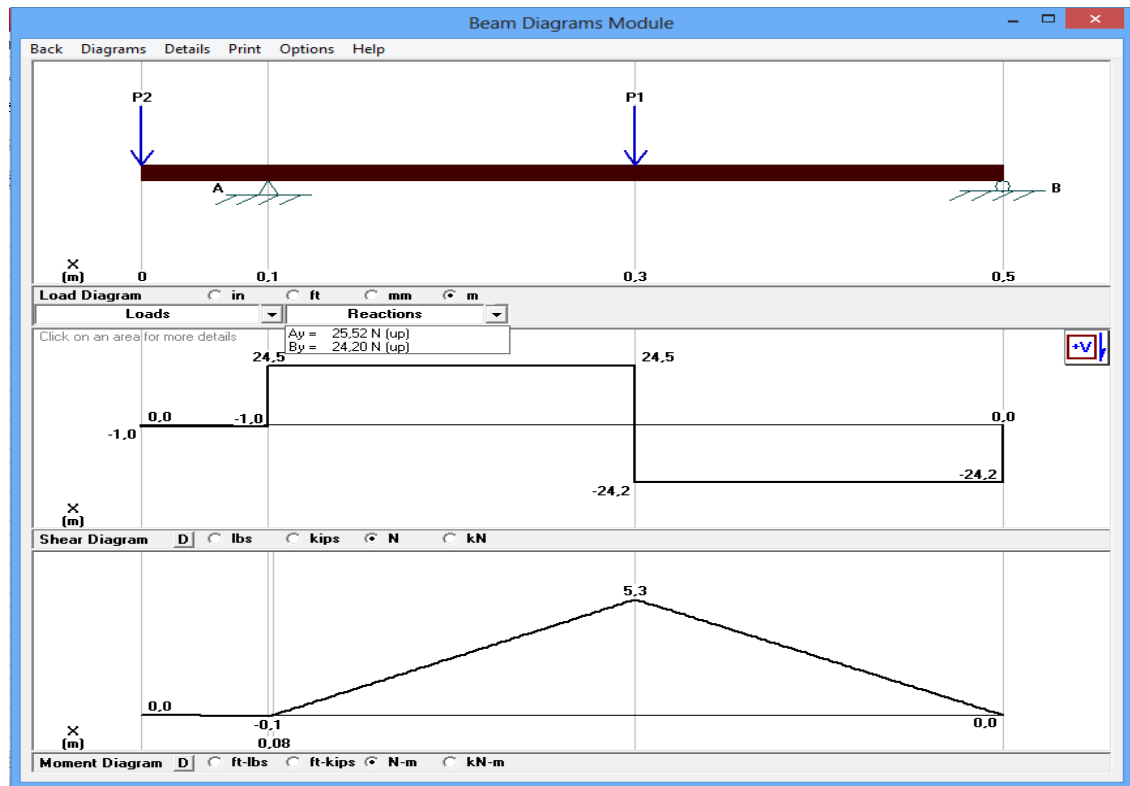 Beam Diagrams Module
Back Diagrams Details Print Options Help
P2 P1
A B
X
(m) 0 0,1 0,3 0,5
Load Diagram in ft mm m
Loads Reactions
Click on an area for more details
Ay = 25,52 N (up)
By = 24,20 N (up)
+V
24,5 24,5
0,0 -1,0 0,0
-1,0
-24,2 -24,2
X
(m)
Shear Diagram D lbs kips N kN
5,3
0,0 -0,1 0,0
X
(m) 0,08
Moment Diagram D ft-lbs ft-kips N-m kN-m